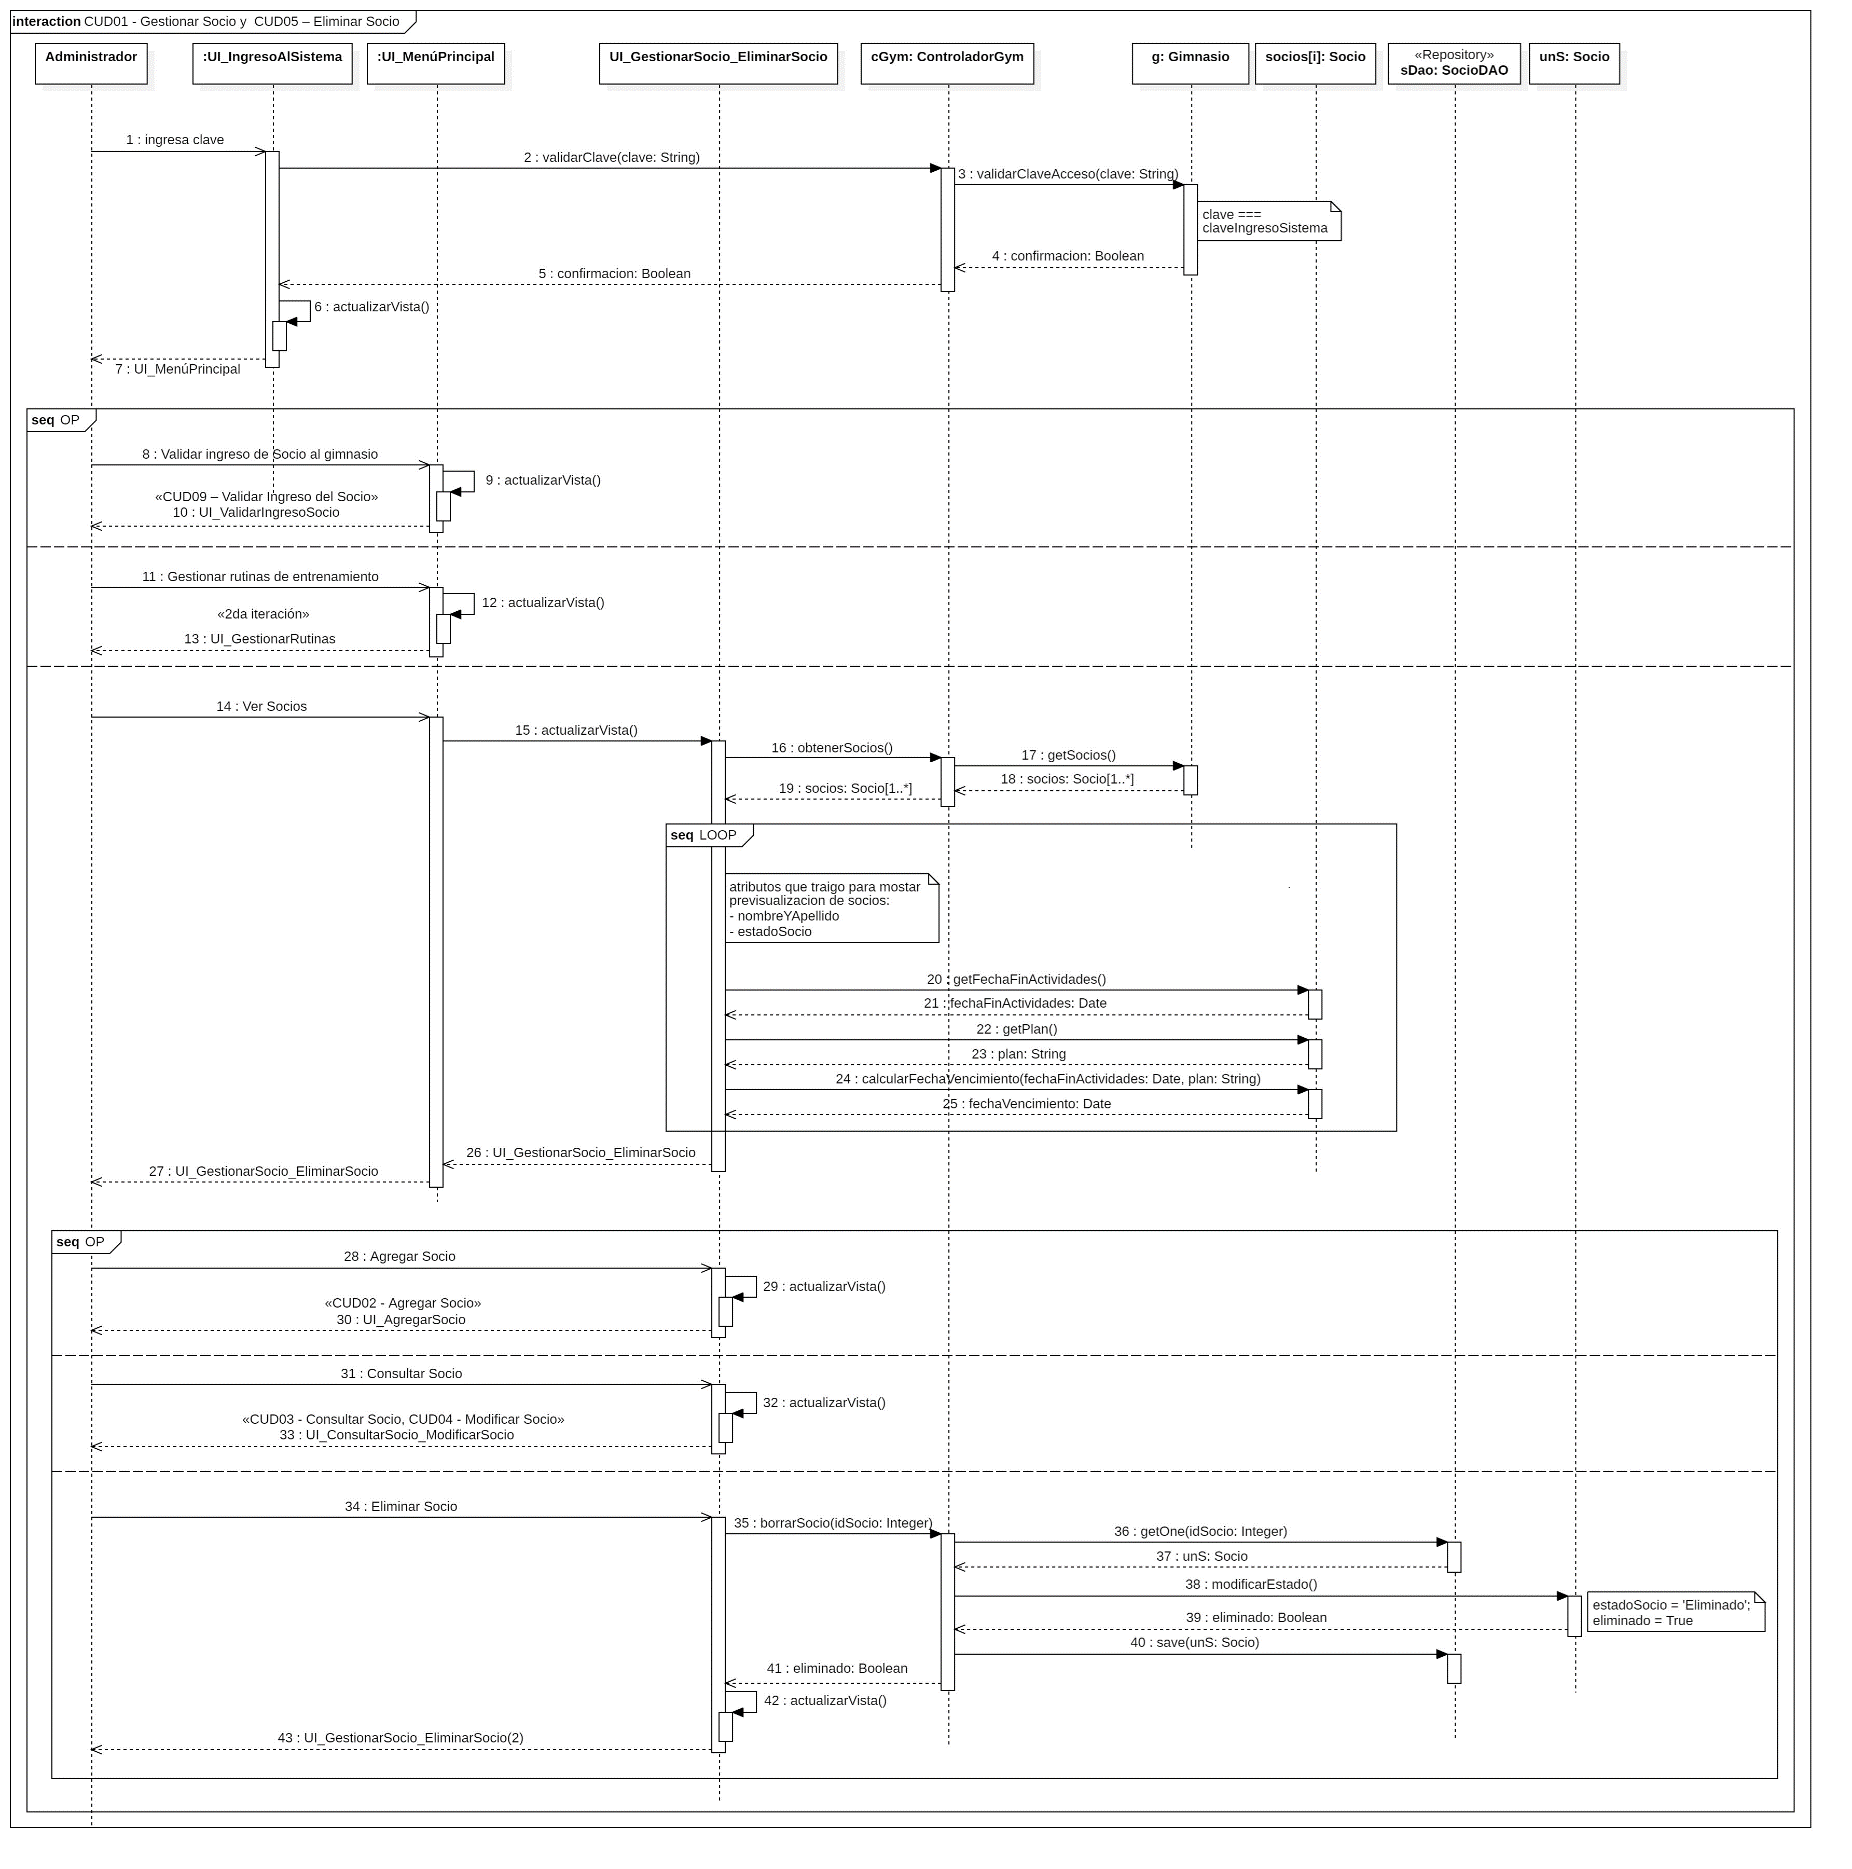 interaction CUD01 - Gestionar Socio y  CUD05 – Eliminar Socio
Administrador
:UI_IngresoAlSistema
:UI_MenúPrincipal
UI_GestionarSocio_EliminarSocio
cGym: ControladorGym
g: Gimnasio
socios[i]: Socio
«Repository»
sDao: SocioDAO
unS: Socio
1 : ingresa clave
2 : validarClave(clave: String)
3 : validarClaveAcceso(clave: String)
clave ===
claveIngresoSistema
4 : confirmacion: Boolean
5 : confirmacion: Boolean
6 : actualizarVista()
7 : UI_MenúPrincipal
seq OP
8 : Validar ingreso de Socio al gimnasio
9 : actualizarVista()
«CUD09 – Validar Ingreso del Socio»
10 : UI_ValidarIngresoSocio
11 : Gestionar rutinas de entrenamiento
12 : actualizarVista()
«2da iteración»
13 : UI_GestionarRutinas
14 : Ver Socios
15 : actualizarVista()
16 : obtenerSocios()
17 : getSocios()
18 : socios: Socio[1..*]
19 : socios: Socio[1..*]
seq LOOP
atributos que traigo para mostar
previsualizacion de socios:
- nombreYApellido
- estadoSocio
20 : getFechaFinActividades()
21 : fechaFinActividades: Date
22 : getPlan()
23 : plan: String
24 : calcularFechaVencimiento(fechaFinActividades: Date, plan: String)
25 : fechaVencimiento: Date
26 : UI_GestionarSocio_EliminarSocio
27 : UI_GestionarSocio_EliminarSocio
seq OP
28 : Agregar Socio
29 : actualizarVista()
«CUD02 - Agregar Socio»
30 : UI_AgregarSocio
31 : Consultar Socio
32 : actualizarVista()
«CUD03 - Consultar Socio, CUD04 - Modificar Socio»
33 : UI_ConsultarSocio_ModificarSocio
34 : Eliminar Socio
35 : borrarSocio(idSocio: Integer)
36 : getOne(idSocio: Integer)
37 : unS: Socio
38 : modificarEstado()
estadoSocio = 'Eliminado';
eliminado = True
39 : eliminado: Boolean
40 : save(unS: Socio)
41 : eliminado: Boolean
42 : actualizarVista()
43 : UI_GestionarSocio_EliminarSocio(2)